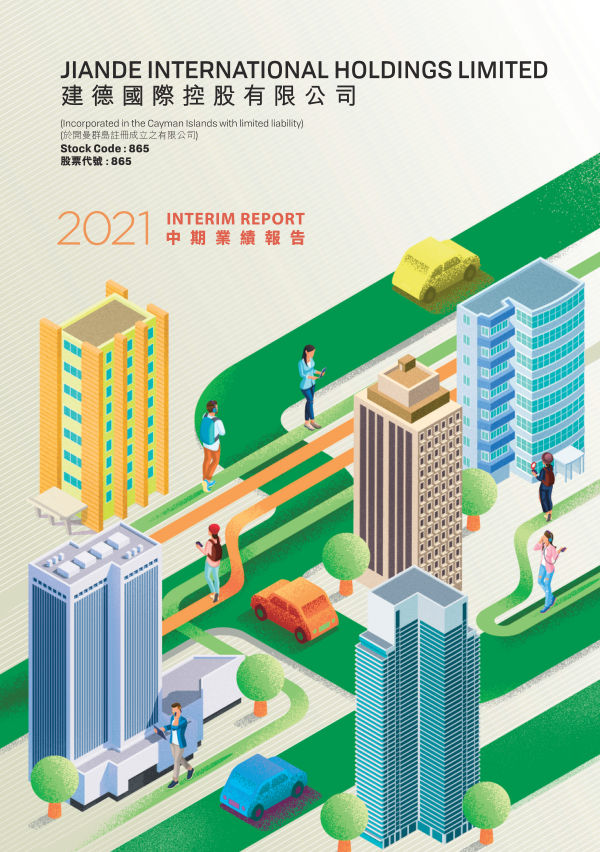 JIANDE INTERNATIONAL HOLDINGS LIMITED
建德國際控股有限公司
(Incorporated in the Cayman Islands with limited liability)
(於開曼群島註冊成立之有限公司)
Stock Code : 865
股票代號 : 865
2021 INTERIM REPORT
中期業績報告